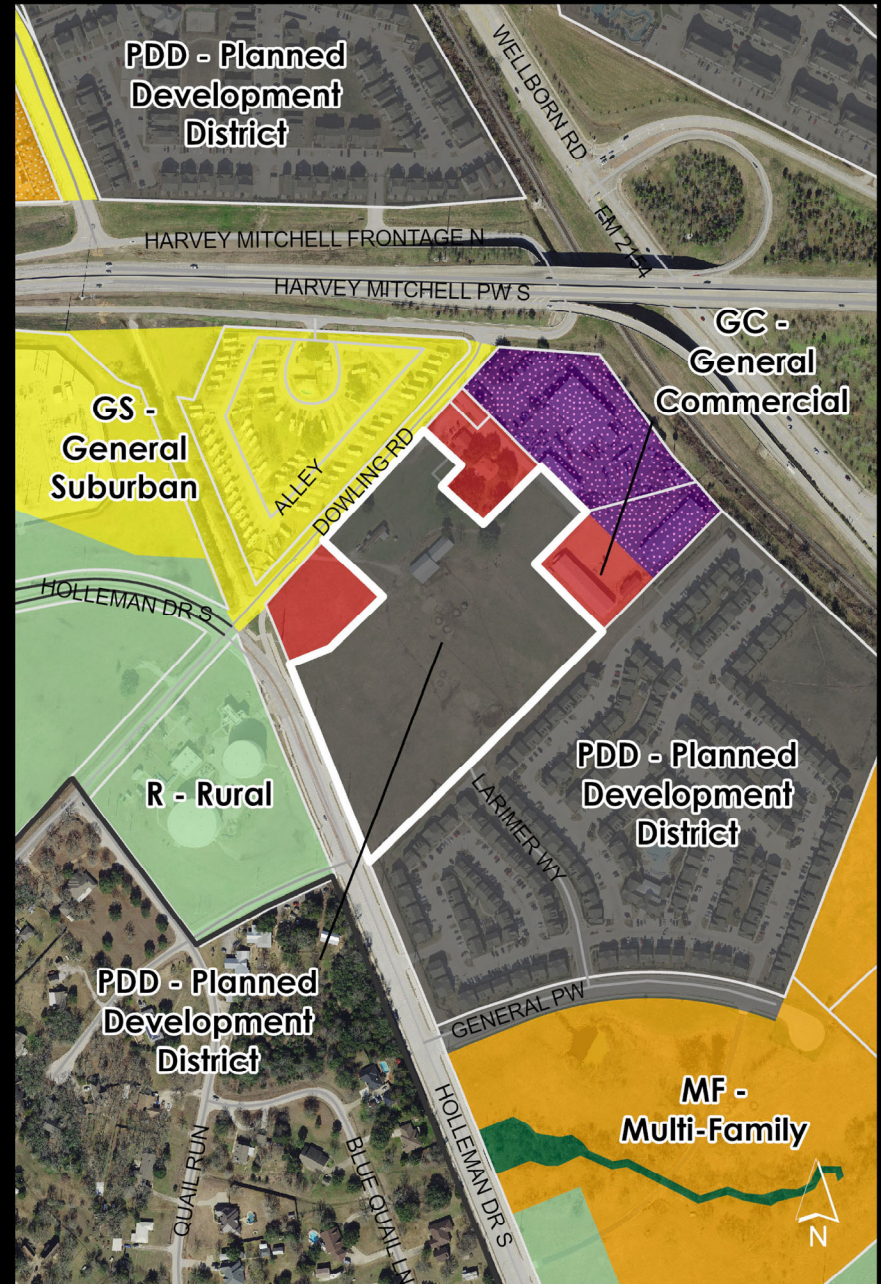 PDD - Planned
Development
District
WELLBORN RD
FM 2154
HARVEY MITCHELL FRONTAGE N
HARVEY MITCHELL PW S
GC -
General
Commercial
GS -
General
Suburban
ALLEY
DOWLING RD
HOLLEMAN DR S
R - Rural
PDD - Planned
Development
District
LARIMER WY
PDD - Planned
Development
District
GENERAL PW
MF -
Multi-Family
HOLLEMAN DR S
QUAIL RUN
BLUE QUAIL LN
N